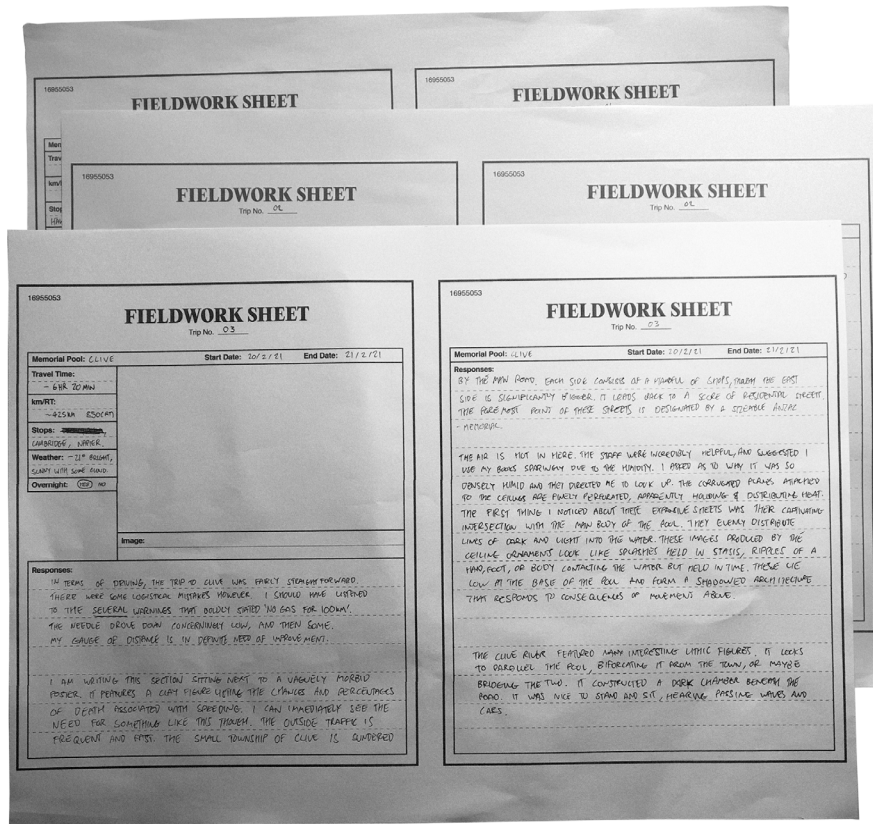 16955053
FIELDWORK SHEET
16955053
FIELDWORK SHEET
Mem
Trav
km/
Stop
16955053
FIELDWORK SHEET
Trip No. 02
16955053
FIELDWORK SHEET
Trip No. 02
16955053
FIELDWORK SHEET
Trip No. 03
Memorial Pool: CLIVE Start Date: 20/2/21 End Date: 21/2/21
Travel Time:
~ 6HR 20 MIN
km/RT:
~425KM 830(RT)
Stops:
CAMBRIDGE, NAPIER.
Weather: ~21° BRIGHT,
SUNNY WITH SOME CLOUD.
Overnight: YES NO
Image:
Responses:
IN TERMS OF DRIVING, THE TRIP TO CLIVE WAS FAIRLY STRAIGHTFORWARD.
THERE WERE SOME LOGISTICAL MISTAKES HOWEVER. I SHOULD HAVE LISTENED
TO THE SEVERAL WARNINGS THAT BOLDLY STATED 'NO GAS FOR 100KM'.
THE NEEDLE DROVE DOWN CONCERNINGLY LOW, AND THEN SOME.
MY GAUGE OF DISTANCE IS IN DEFINITE NEED OF IMPROVEMENT.
I AM WRITING THIS SECTION SITTING NEXT TO A VAGUELY MORBID
POSTER. IT FEATURES A CLAY FIGURE LISTING THE CHANCES AND PERCENTAGES
OF DEATH ASSOCIATED WITH SPEEDING. I CAN IMMEDIATELY SEE THE
NEED FOR SOMETHING LIKE THIS THOUGH. THE OUTSIDE TRAFFIC IS
FREQUENT AND FAST. THE SMALL TOWNSHIP OF CLIVE IS SUNDERED
16955053
FIELDWORK SHEET
Trip No. 03
Memorial Pool: CLIVE Start Date: 20/2/21 End Date: 21/2/21
Responses:
BY THE MAIN ROAD. EACH SIDE CONSISTS OF A HANDFUL OF SHOPS, THOUGH THE EAST
SIDE IS SIGNIFICANTLY BIGGER. IT LEADS BACK TO A SCORE OF RESIDENTIAL STREETS.
THE FOREMOST POINT OF THESE STREETS IS DESIGNATED BY A SIZEABLE ANZAC
MEMORIAL.
THE AIR IS HOT IN HERE. THE STAFF WERE INCREDIBLY HELPFUL, AND SUGGESTED I
USE MY BOOKS SPARINGLY DUE TO THE HUMIDITY. I ASKED AS TO WHY IT WAS SO
DENSELY HUMID AND THEY DIRECTED ME TO LOOK UP. THE CORRUGATED PLANES ATTACHED
TO THE CEILING ARE FINELY PERFORATED, APPARENTLY HOLDING & DISTRIBUTING HEAT.
THE FIRST THING I NOTICED ABOUT THESE EXPANSIVE SHEETS WAS THEIR CAPTIVATING
INTERSECTION WITH THE MAIN BODY OF THE POOL. THEY EVENLY DISTRIBUTE
LINES OF DARK AND LIGHT INTO THE WATER. THESE IMAGES PRODUCED BY THE
CEILING ORNAMENTS LOOK LIKE SPLASHES HELD IN STASIS, RIPPLES OF A
HAND, FOOT, OR BODY CONTACTING THE WATER BUT HELD IN TIME. THESE LIE
LOW AT THE BASE OF THE POOL AND FORM A SHADOWED ARCHITECTURE
THAT RESPONDS TO CONSEQUENCES OF MOVEMENT ABOVE.
THE CLIVE RIVER FEATURED MANY INTERESTING LITHIC FIGURES. IT LOOKS
TO PARALLEL THE POOL, BIFURCATING IT FROM THE TOWN, OR MAYBE
BRIDGING THE TWO. IT CONSTRUCTED A DARK CHAMBER BENEATH THE
ROAD. IT WAS NICE TO STAND AND SIT, HEARING PASSING WAVES AND
CARS.